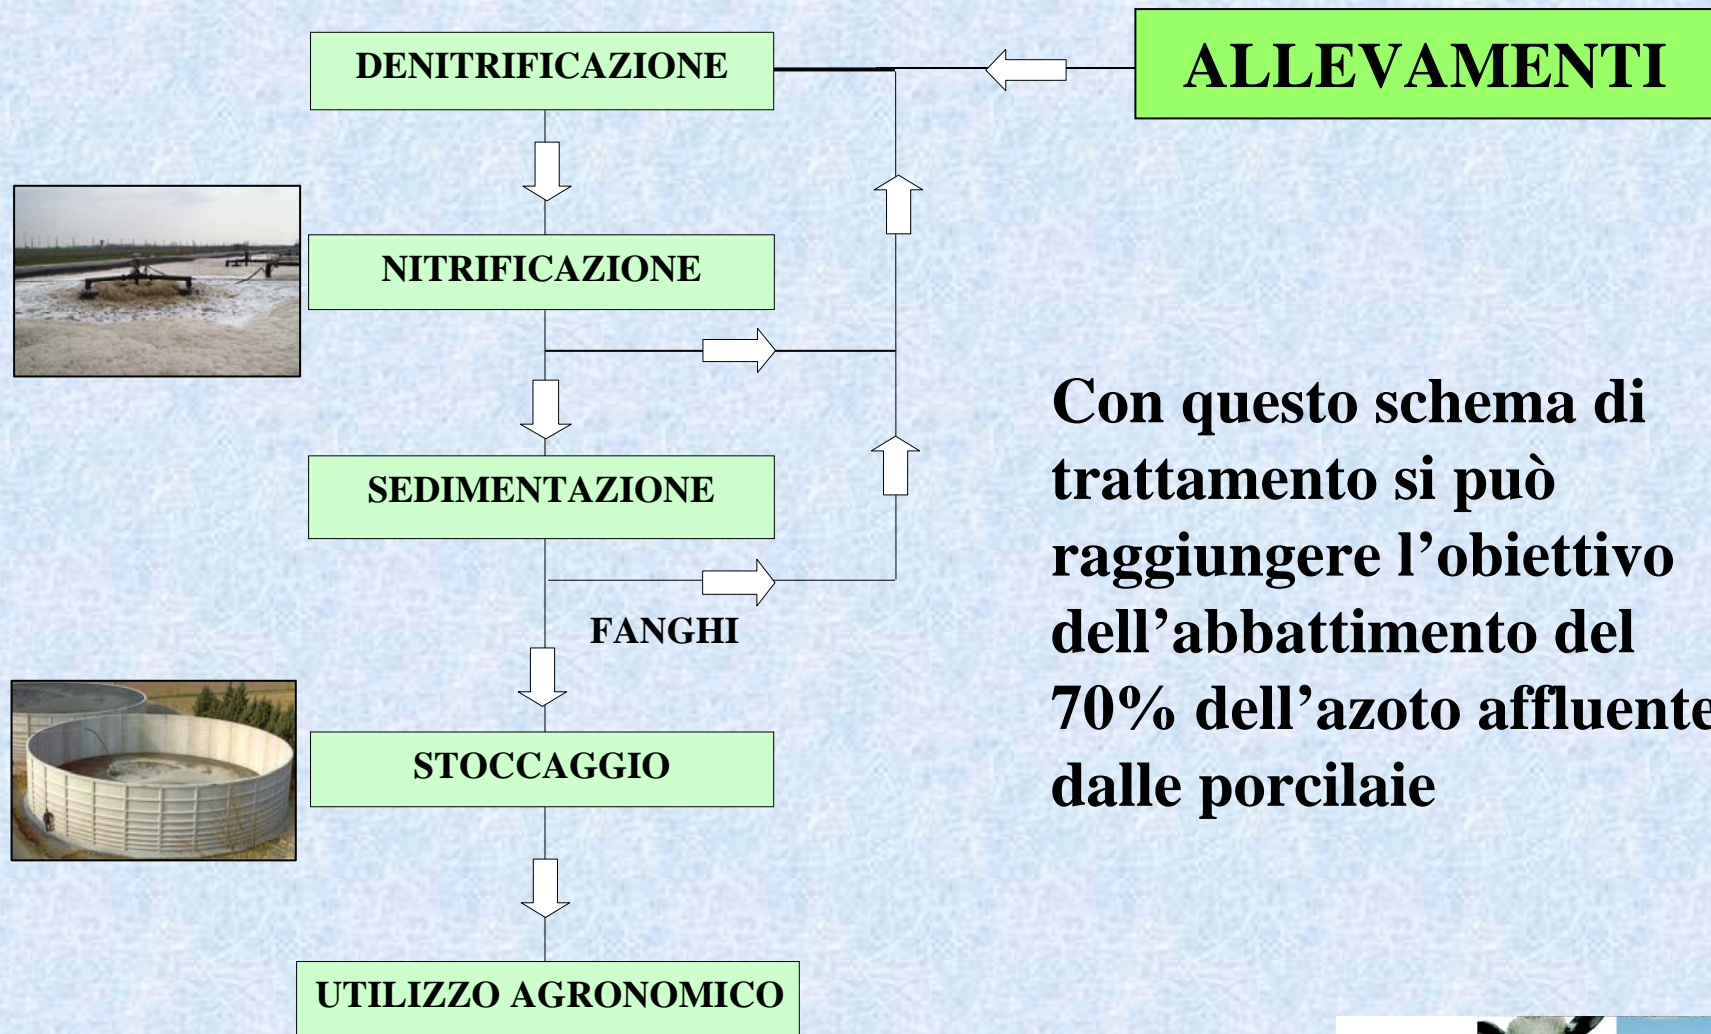 ALLEVAMENTI
DENITRIFICAZIONE
NITRIFICAZIONE
SEDIMENTAZIONE
FANGHI
STOCCAGGIO
UTILIZZO AGRONOMICO
Con questo schema di
trattamento si può
raggiungere l’obiettivo
dell’abbattimento del
70% dell’azoto affluente
dalle porcilaie